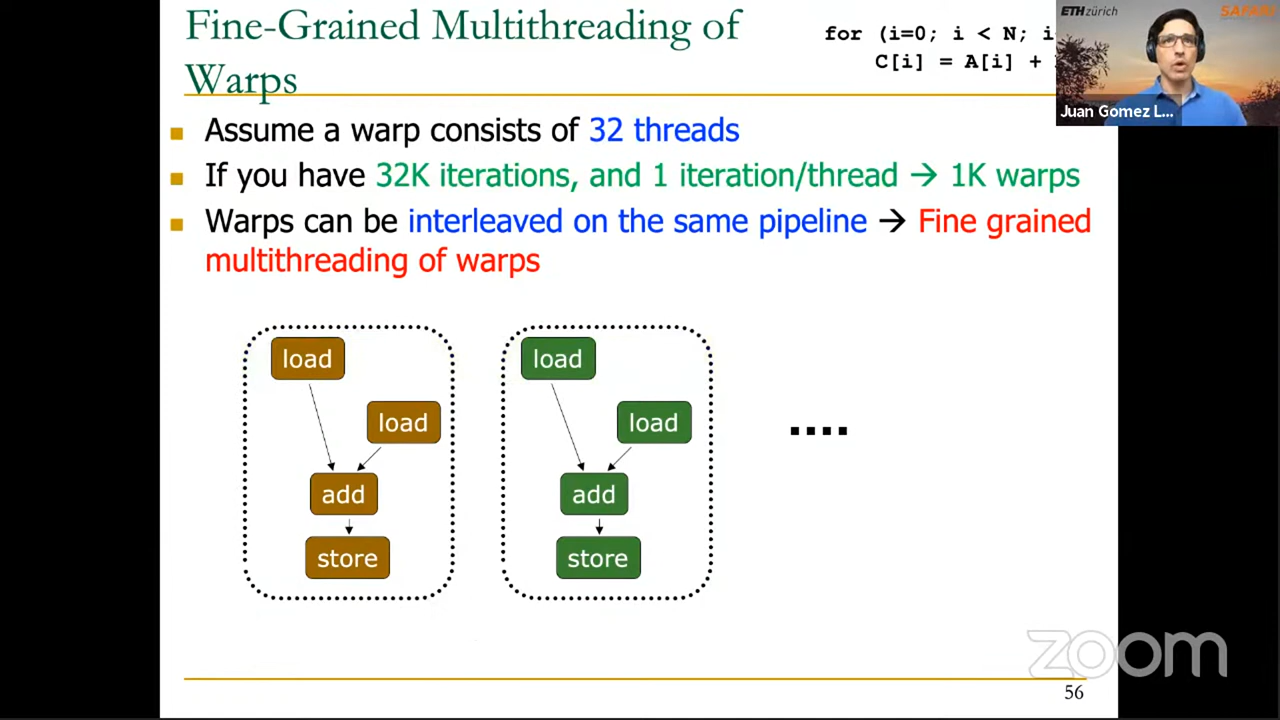 Fine-Grained Multithreading of
Warps
for (i=0; i < N; i
C[i] = A[i] +
ETH zürich
SAFARI
Juan Gomez L...
Assume a warp consists of 32 threads
If you have 32K iterations, and 1 iteration/thread → 1K warps
Warps can be interleaved on the same pipeline → Fine grained
multithreading of warps
load
load
add
store
load
load
add
store
....
zoom
56